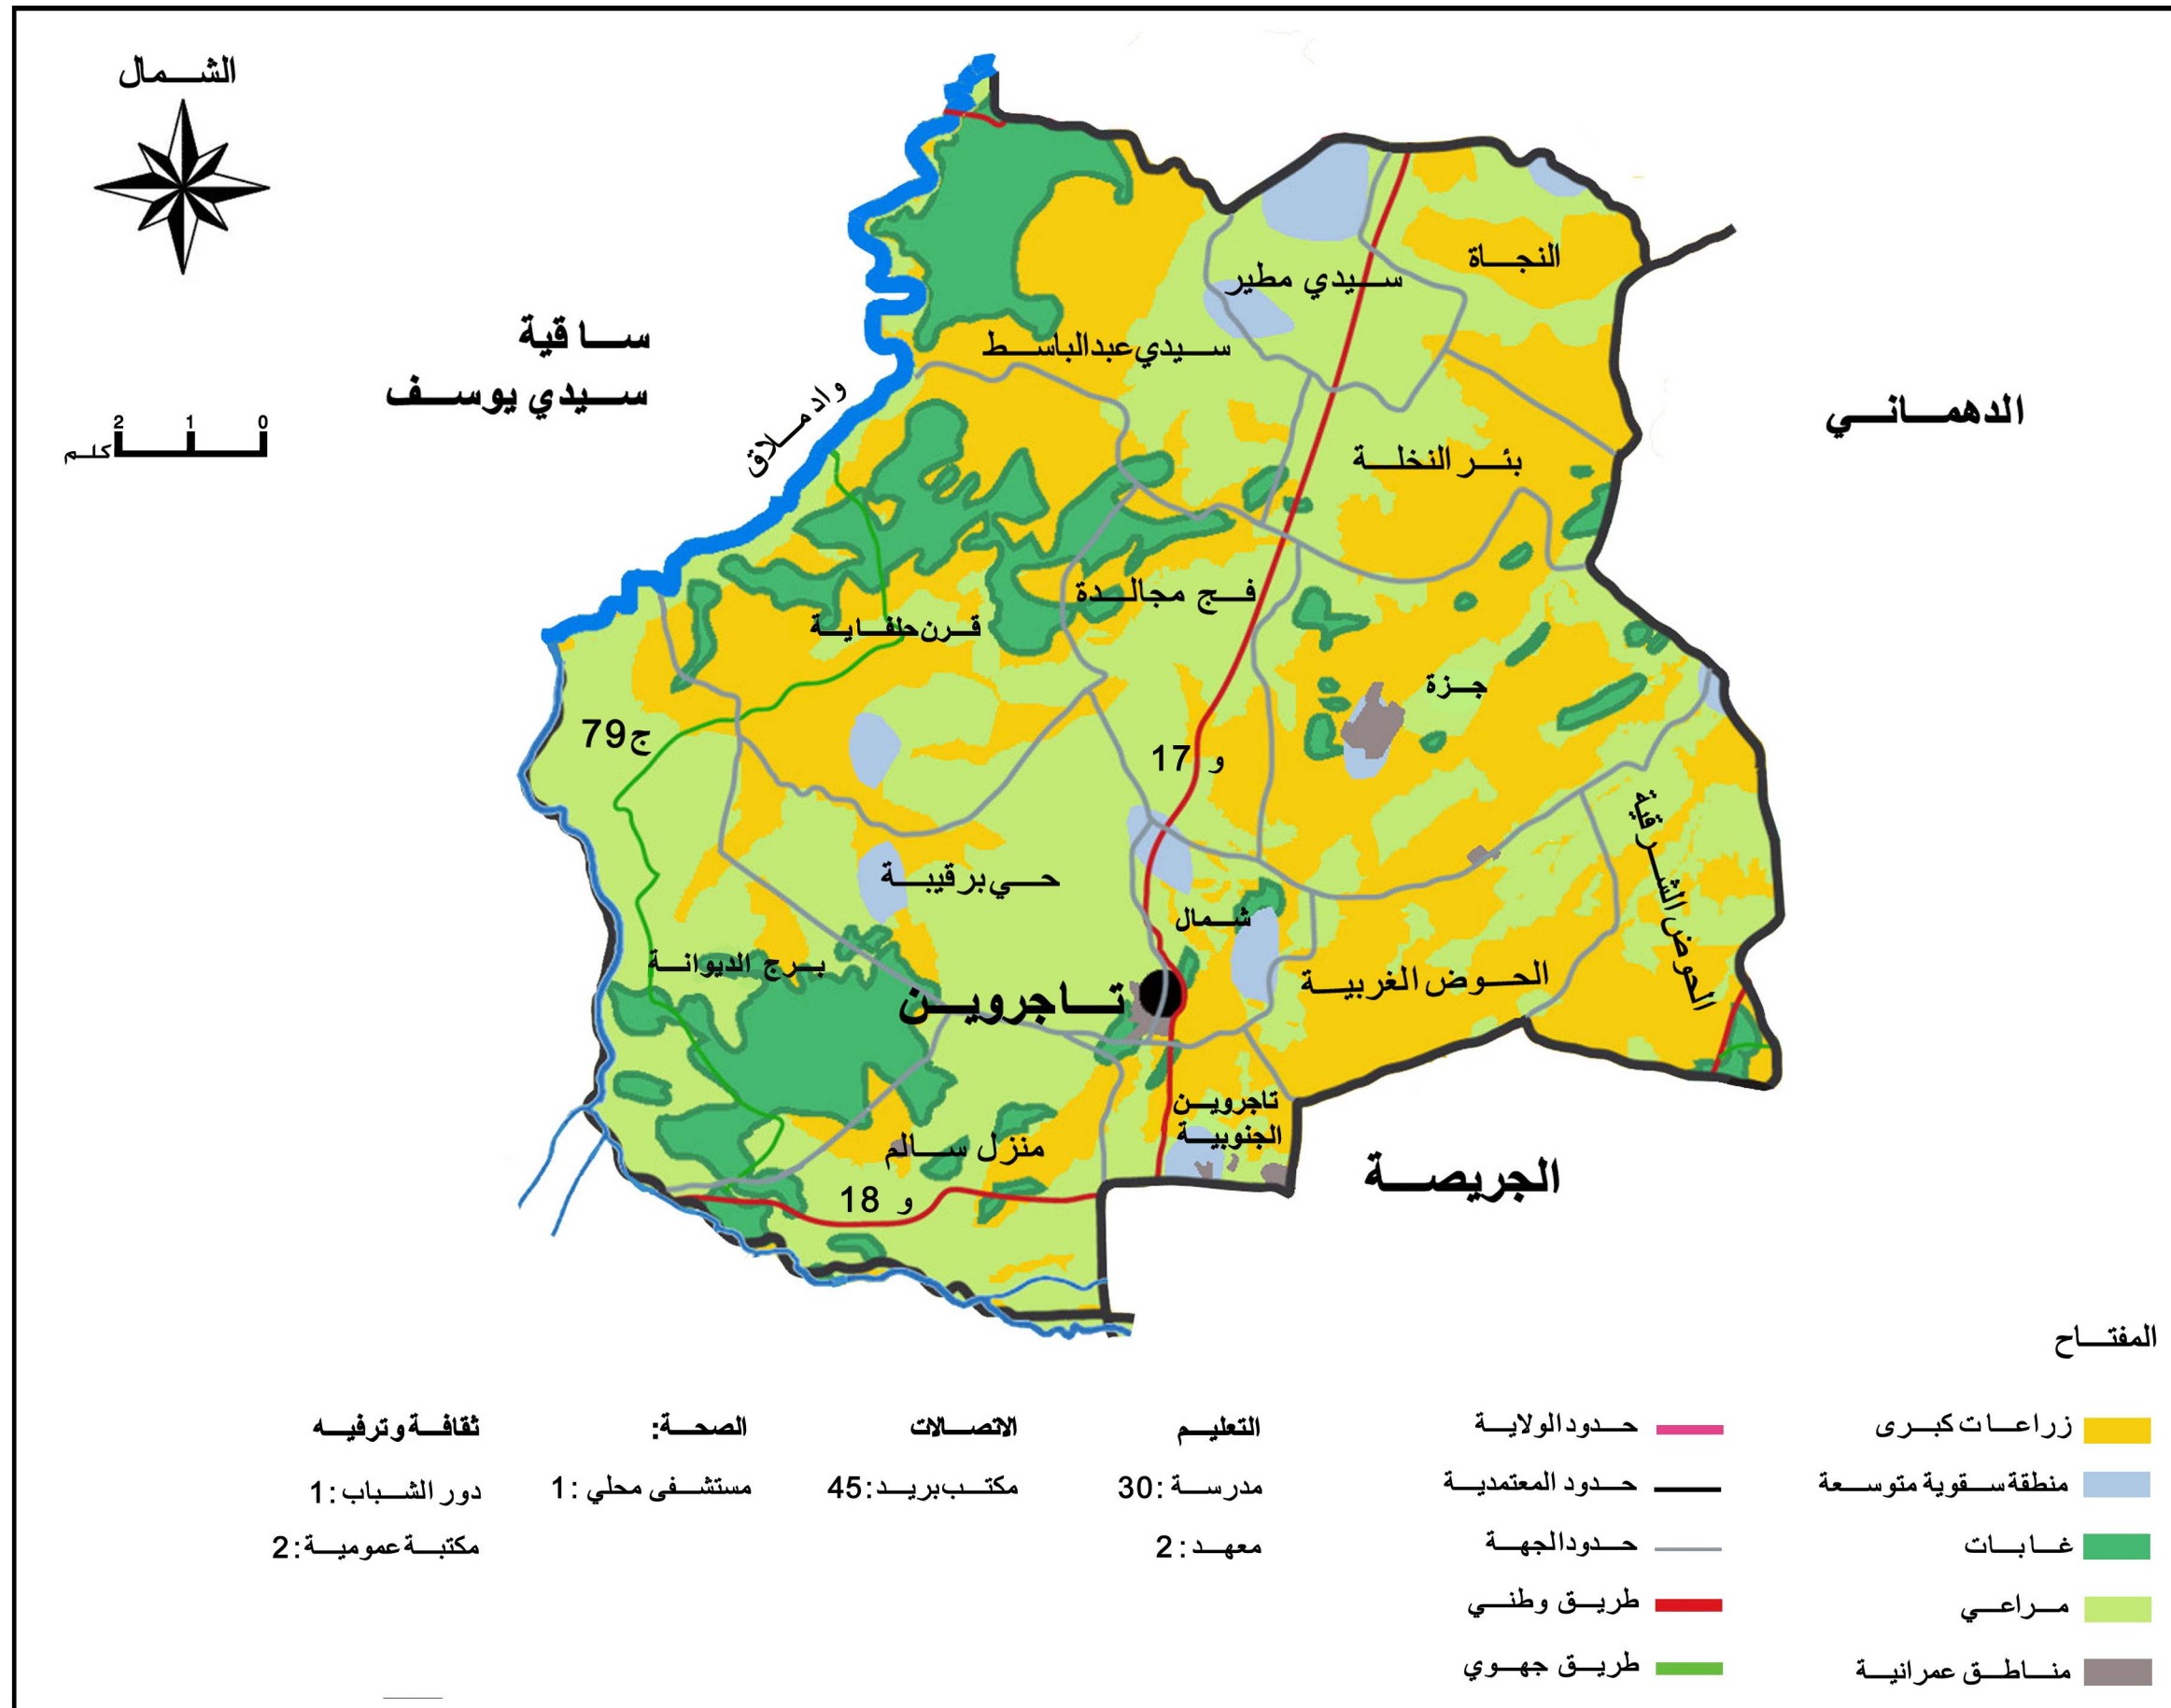 الشمال
ساقية
سيدي يوسف
0 1 2
كلم
واد ملاق
الدهماني
النجاة
سيدي مطير
سيدي عبد الباسط
بئر النخلة
فج مجالدة
قرن حلفاية
جزة
ج79
و 17
الحوض الشرقية
حي برقيبة
شمال
برج الديوانة
الحوض الغربية
تاجروين
تاجروين
الجنوبية
منزل سالم
و 18
الجريصة
المفتاح
زراعات كبرى
منطقة سقوية متوسعة
غابات
مراعي
مناطق عمرانية
حدود الولاية
حدود المعتمدية
حدود الجهة
طريق وطني
طريق جهوي
التعليم
مدرسة :30
معهد :2
الاتصالات
مكتب بريد :45
الصحة:
مستشفى محلي :1
ثقافة وترفيه
دور الشباب :1
مكتبة عمومية :2